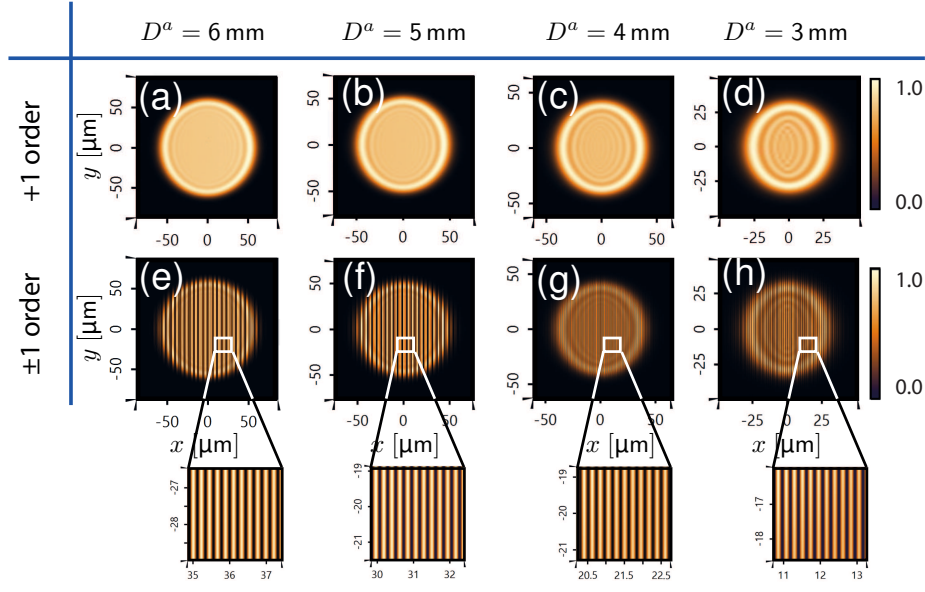 Dᵃ = 6 mm Dᵃ = 5 mm Dᵃ = 4 mm Dᵃ = 3 mm
+1 order
(a) (b) (c) (d)
y [µm]
50 0 -50
50 0 -50
50 0 -50
25 0 -25
-50 0 50
-50 0 50
-50 0 50
-25 0 25
1.0
0.0
±1 order
(e) (f) (g) (h)
y [µm]
50 0 -50
50 0 -50
50 0 -50
25 0 -25
-50 0 50
-50 0 50
-50 0 50
-25 0 25
1.0
0.0
x [µm] x [µm] x [µm] x [µm]
-27 -28
-19 -20 -21
-19 -20 -21
-17 -18
35 36 37
30 31 32
20.5 21.5 22.5
11 12 13